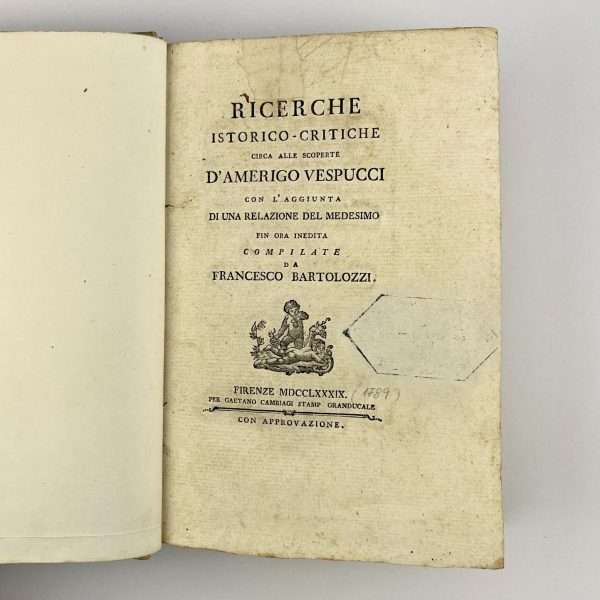 RICERCHE
ISTORICO-CRITICHE
CIRCA ALLE SCOPERTE
D'AMERIGO VESPUCCI
CON L'AGGIUNTA
DI UNA RELAZIONE DEL MEDESIMO
FIN ORA INEDITA
COMPILATE
DA
FRANCESCO BARTOLOZZI.
FIRENZE MDCCLXXXIX. (1789)
PER GAETANO CAMBIAGI STAMP GRANDUCALE
CON APPROVAZIONE.